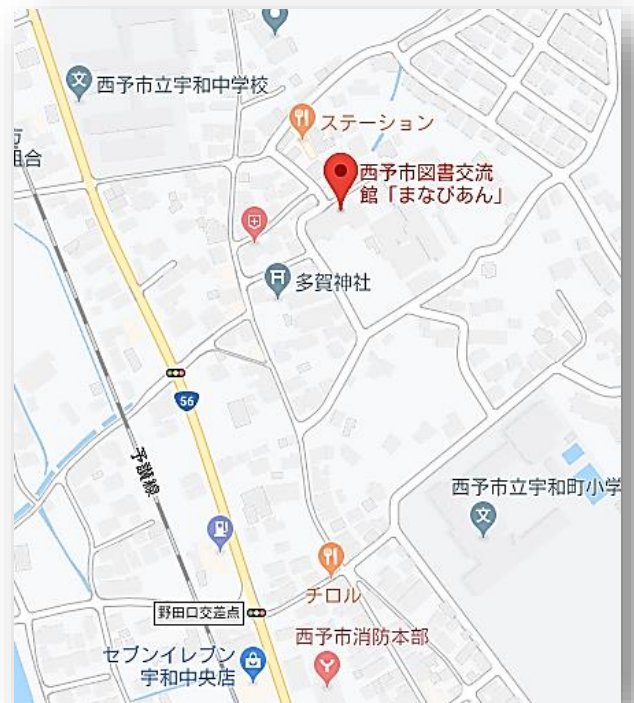 西予市立宇和中学校
ステーション
組合
西予市図書交流
館「まなびあん」
多賀神社
56
予讃線
西予市立宇和町小学
チロル
野田口交差点
西予市消防本部
セブンイレブン
宇和中央店